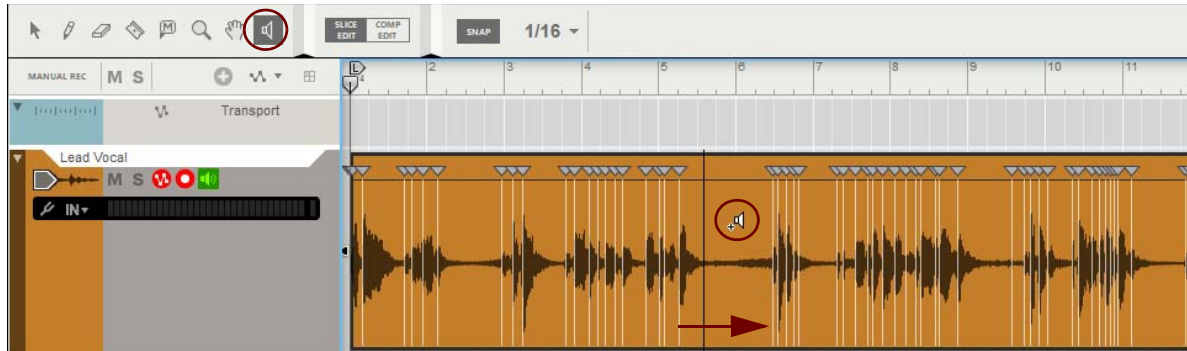 M
SLICE EDIT COMP EDIT
SNAP 1/16
MANUAL REC M S
L 4 2 3 4 5 6 7 8 9 10 11
Transport
Lead Vocal
M S
IN